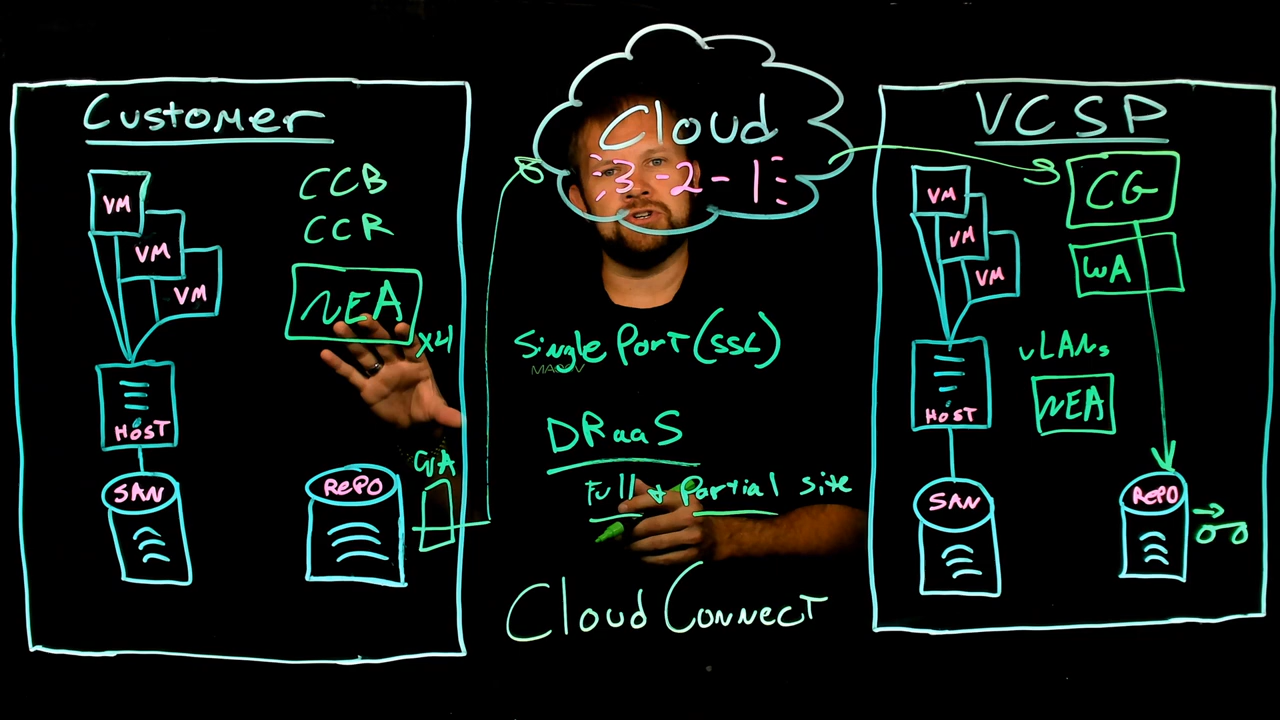 Customer
VM
VM
VM
HOST
SAN
CCB
CCR
NEA
x4
REPO
WA
Cloud
3-2-1
Single Port (SSL)
DRaaS
Full & Partial site
Cloud Connect
VCSP
VM
VM
VM
HOST
SAN
CG
WA
vLANs
NEA
REPO